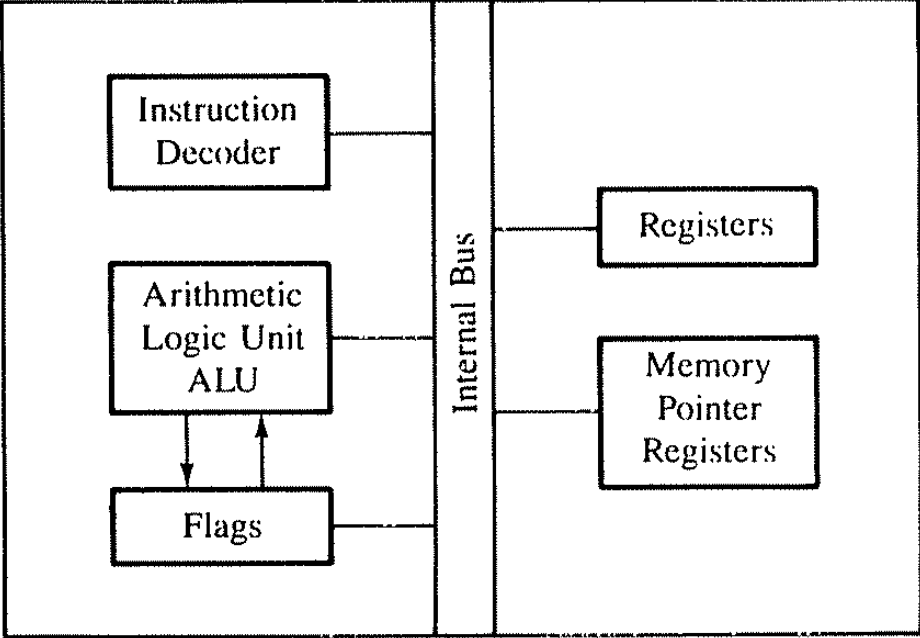 Instruction
Decoder
Arithmetic
Logic Unit
ALU
Flags
Internal Bus
Registers
Memory
Pointer
Registers